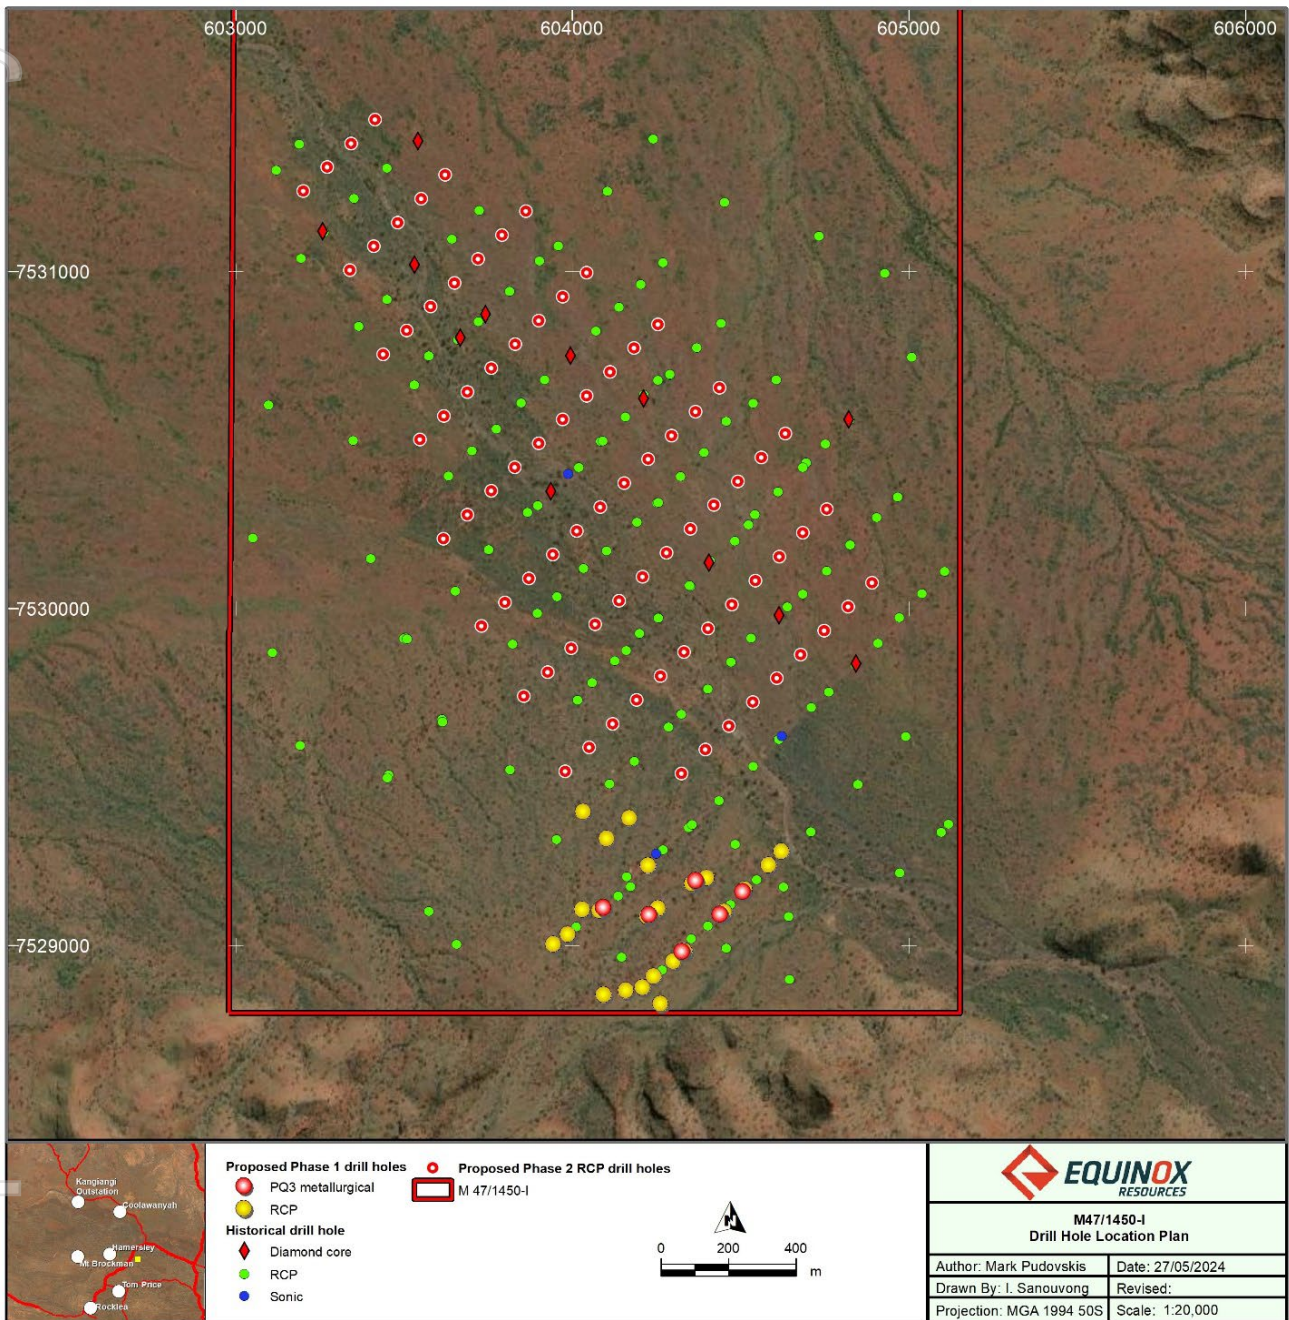 603000 604000 605000 606000
7531000
7530000
7529000
Kangiangi
Outstation
Coolawanyah
Hamersley
Mt Brockman
Tom Price
Rocklea
Proposed Phase 1 drill holes
PQ3 metallurgical
RCP
Historical drill hole
Diamond core
RCP
Sonic
Proposed Phase 2 RCP drill holes
M 47/1450-I
N
0 200 400
m
EQUINOX
RESOURCES
M47/1450-I
Drill Hole Location Plan
Author: Mark Pudovskis Date: 27/05/2024
Drawn By: I. Sanouvong Revised:
Projection: MGA 1994 50S Scale: 1:20,000